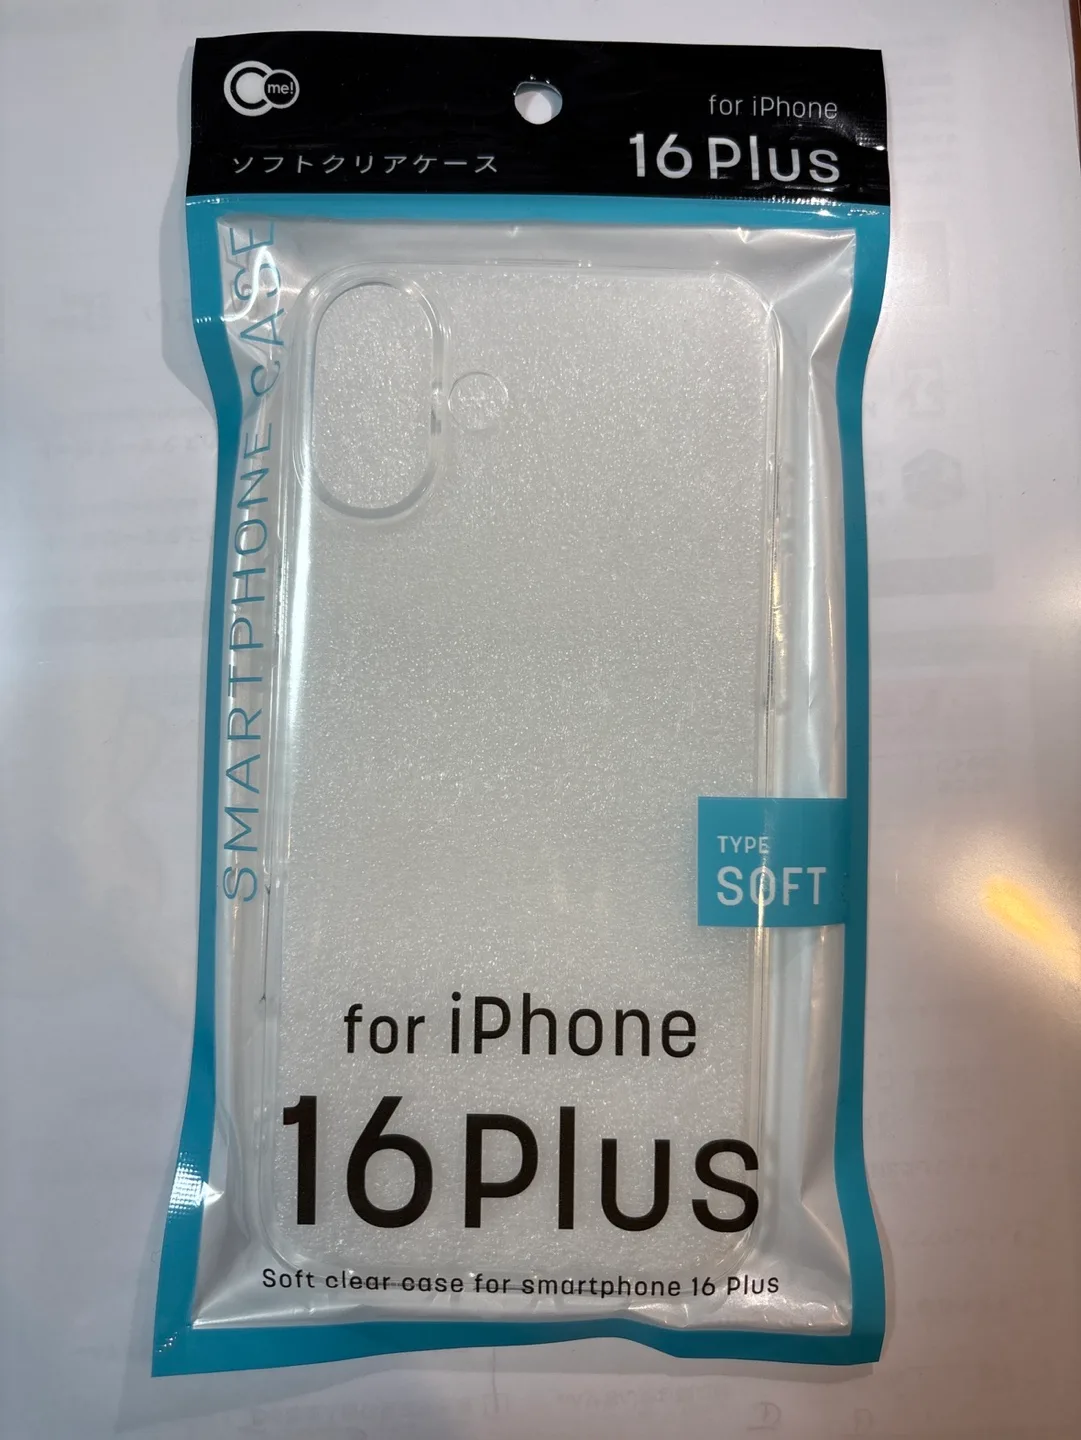 me!
for iPhone
ソフトクリアケース
16 Plus
SMARTPHONE CASE
TYPE
SOFT
for iPhone
16 Plus
Soft clear case for smartphone 16 Plus